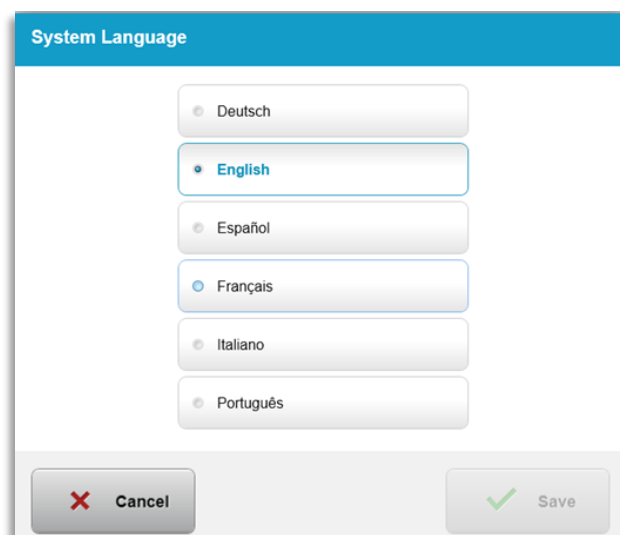 System Language
Deutsch
English
Español
Français
Italiano
Português
Cancel
Save